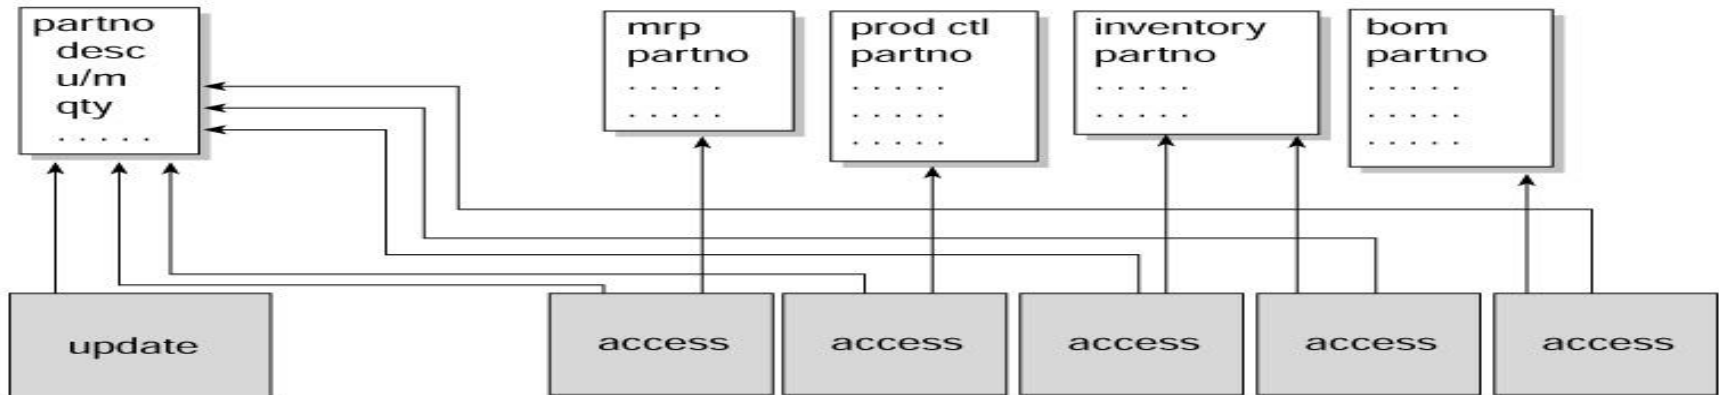 partno
desc
u/m
qty
. . . . .
mrp
partno
. . . . .
. . . . .
prod ctl
partno
. . . . .
. . . . .
. . . . .
inventory
partno
. . . . .
. . . . .
bom
partno
. . . . .
. . . . .
. . . . .
update
access
access
access
access
access